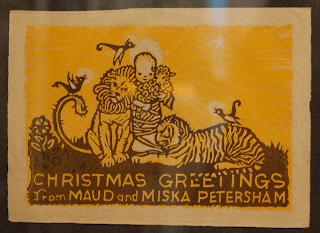 CHRISTMAS GREETINGS
from MAUD and MISKA PETERSHAM